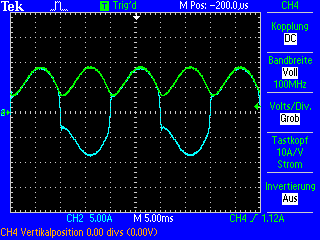 Tek T Trig'd M Pos: -200.0µs CH4
Kopplung
DC
Bandbreite
Voll
100MHz
Volts/Div.
Grob
Tastkopf
10A/V
Strom
Invertierung
Aus
CH2 5.00A M 5.00ms CH4 / 1.12A
CH4 Vertikalposition 0.00 divs (0.00V)